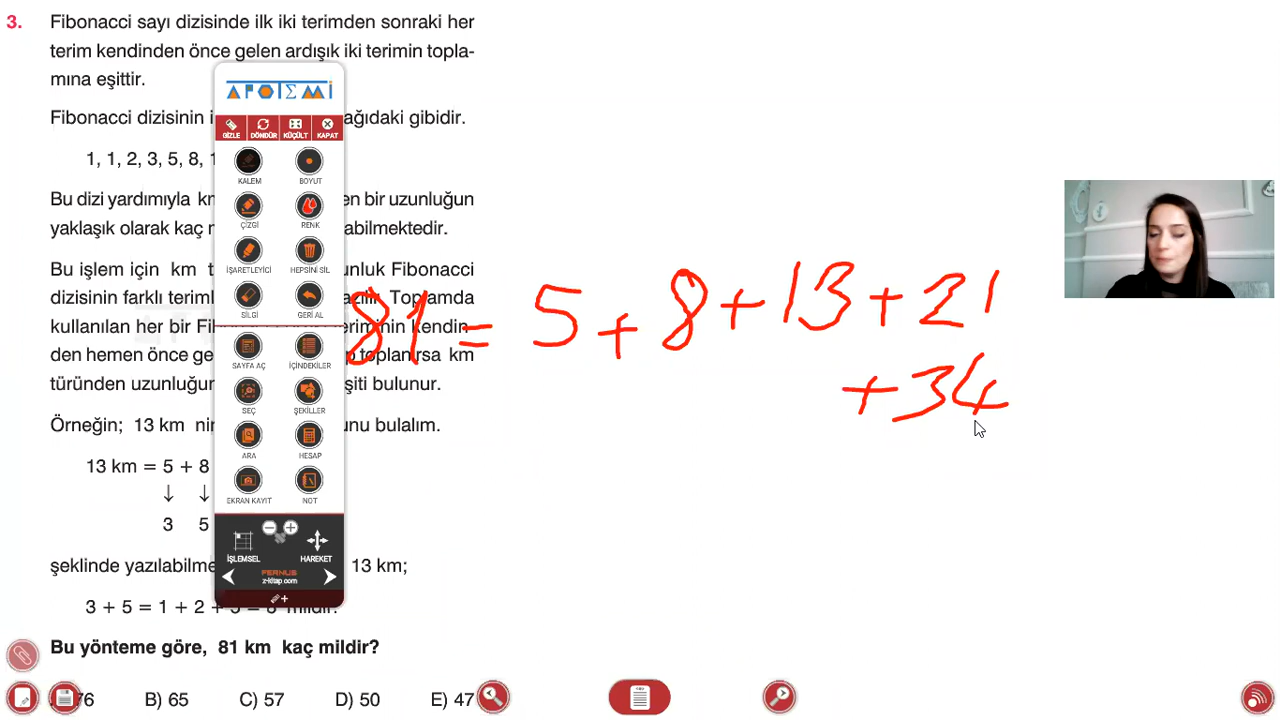 3. Fibonacci sayı dizisinde ilk iki terimden sonraki her
terim kendinden önce gelen ardışık iki terimin topla-
mına eşittir.
Fibonacci dizisinin i ağıdaki gibidir.
1, 1, 2, 3, 5, 8, 1
Bu dizi yardımıyla km en bir uzunluğun
yaklaşık olarak kaç m abilmektedir.
Bu işlem için km t unluk Fibonacci
dizisinin farklı teriml azılır. Toplamda
kullanılan her bir Fi eriminin kendin-
den hemen önce ge p toplanırsa km
türünden uzunluğun şiti bulunur.
Örneğin; 13 km nin unu bulalım.
13 km = 5 + 8
↓ ↓
3 5
şeklinde yazılabilme 13 km;
3 + 5 = 1 + 2 + 5 = 8 mildir.
Bu yönteme göre, 81 km kaç mildir?
76 B) 65 C) 57 D) 50 E) 47
APOTEMİ
GİZLE DÖNDÜR KÜÇÜLT KAPAT
KALEM BOYUT
ÇİZGİ RENK
İŞARETLEYİCİ HEPSİNİ SİL
SİLGİ GERİ AL
SAYFA AÇ İÇİNDEKİLER
SEÇ ŞEKİLLER
ARA HESAP
EKRAN KAYIT NOT
İŞLEMSEL HAREKET
FERNUS
z-kitap.com
81 = 5 + 8 + 13 + 21
+ 34